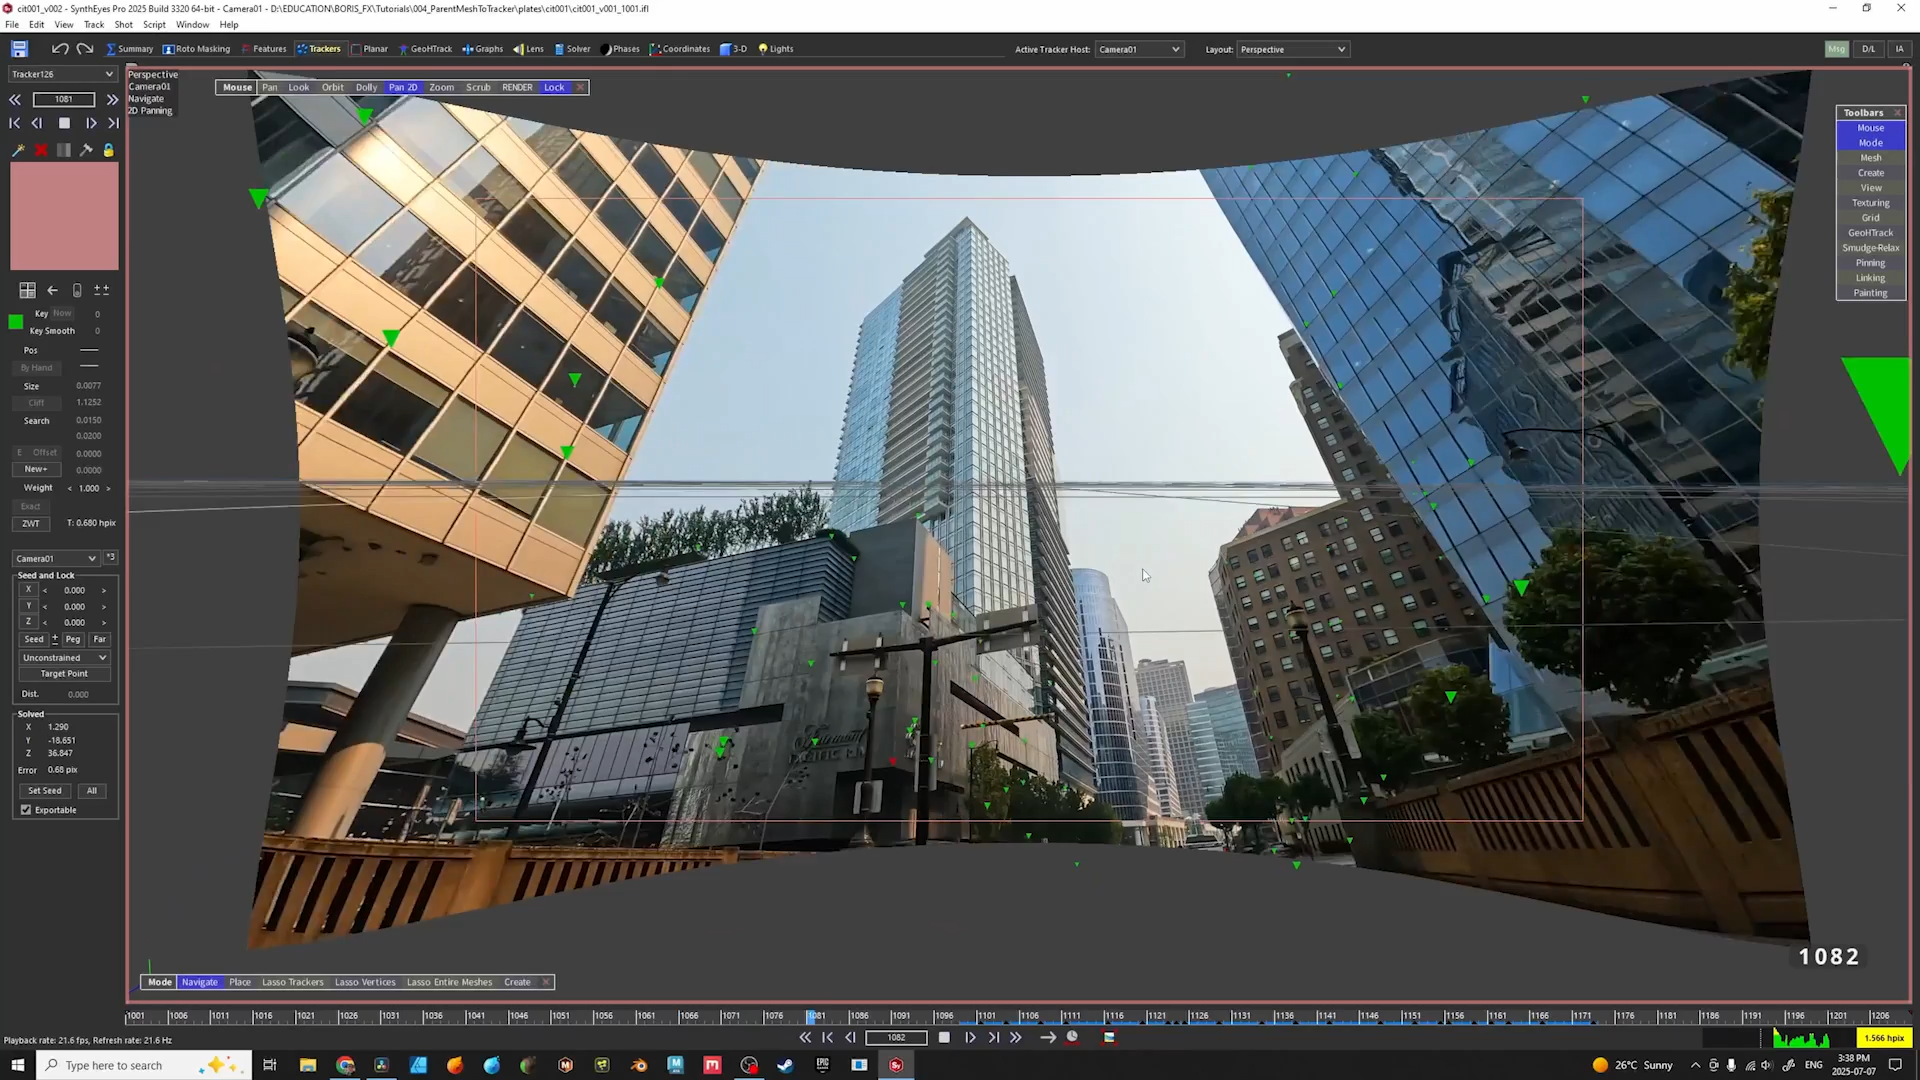 cit001_v002 - SynthEyes Pro 2025 Build 3320 64-bit - Camera01 - D:\EDUCATION\BORIS_FX\Tutorials\004_ParentMeshToTracker\plates\cit001\cit001_v001_1001.ifl
File Edit View Track Shot Script Window Help
Summary Roto Masking Features Trackers Planar GeoHTrack Graphs Lens Solver Phases Coordinates 3-D Lights Active Tracker Host: Camera01 Layout: Perspective Msg D/L IA
Tracker126
1081
Perspective
Camera01
Navigate
2D Panning
Mouse Pan Look Orbit Dolly Pan 2D Zoom Scrub RENDER Lock
Toolbars
Mouse
Mode
Mesh
Create
View
Texturing
Grid
GeoHTrack
Smudge-Relax
Pinning
Linking
Painting
Key Now 0
Key Smooth 0
Pos
By Hand
Size 0.0077
Cliff 1.1252
Search 0.0150
0.0200
E Offset 0.0000
New+ 0.0000
Weight < 1.000 >
Exact
ZWT T: 0.680 hpix
Camera01 *3
Seed and Lock
X < 0.000 >
Y < 0.000 >
Z < 0.000 >
Seed ± Peg Far
Unconstrained
Target Point
Dist. 0.000
Solved
X 1.290
Y -18.651
Z 36.847
Error 0.65 pix
Set Seed All
Exportable
Fairmont
1082
Mode Navigate Place Lasso Trackers Lasso Vertices Lasso Entire Meshes Create
1001 1006 1011 1016 1021 1026 1031 1036 1041 1046 1051 1056 1061 1066 1071 1076 1081 1086 1091 1096 1101 1106 1111 1116 1121 1126 1131 1136 1141 1146 1151 1156 1161 1166 1171 1176 1181 1186 1191 1196 1201 1206
Playback rate: 21.6 fps, Refresh rate: 21.6 Hz
1082
1.566 hpix
Type here to search
26°C Sunny
ENG
3:38 PM
2025-07-07